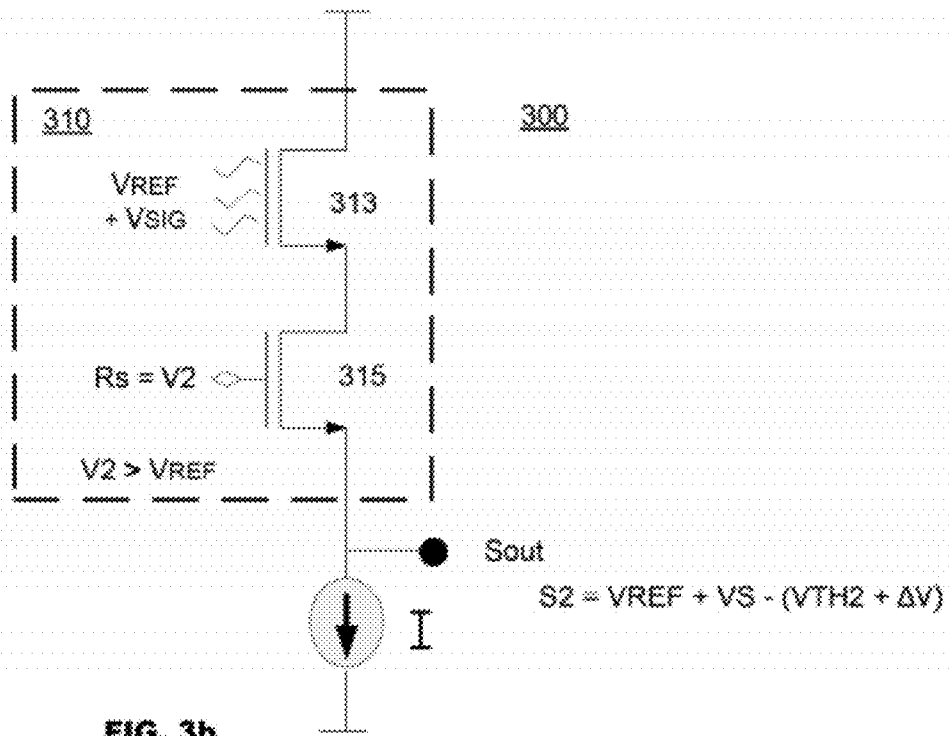 310
300
VREF
+ VSIG
313
Rs = V2
315
V2 > VREF
Sout
S2 = VREF + VS - (VTH2 + ΔV)
I
FIG. 3b